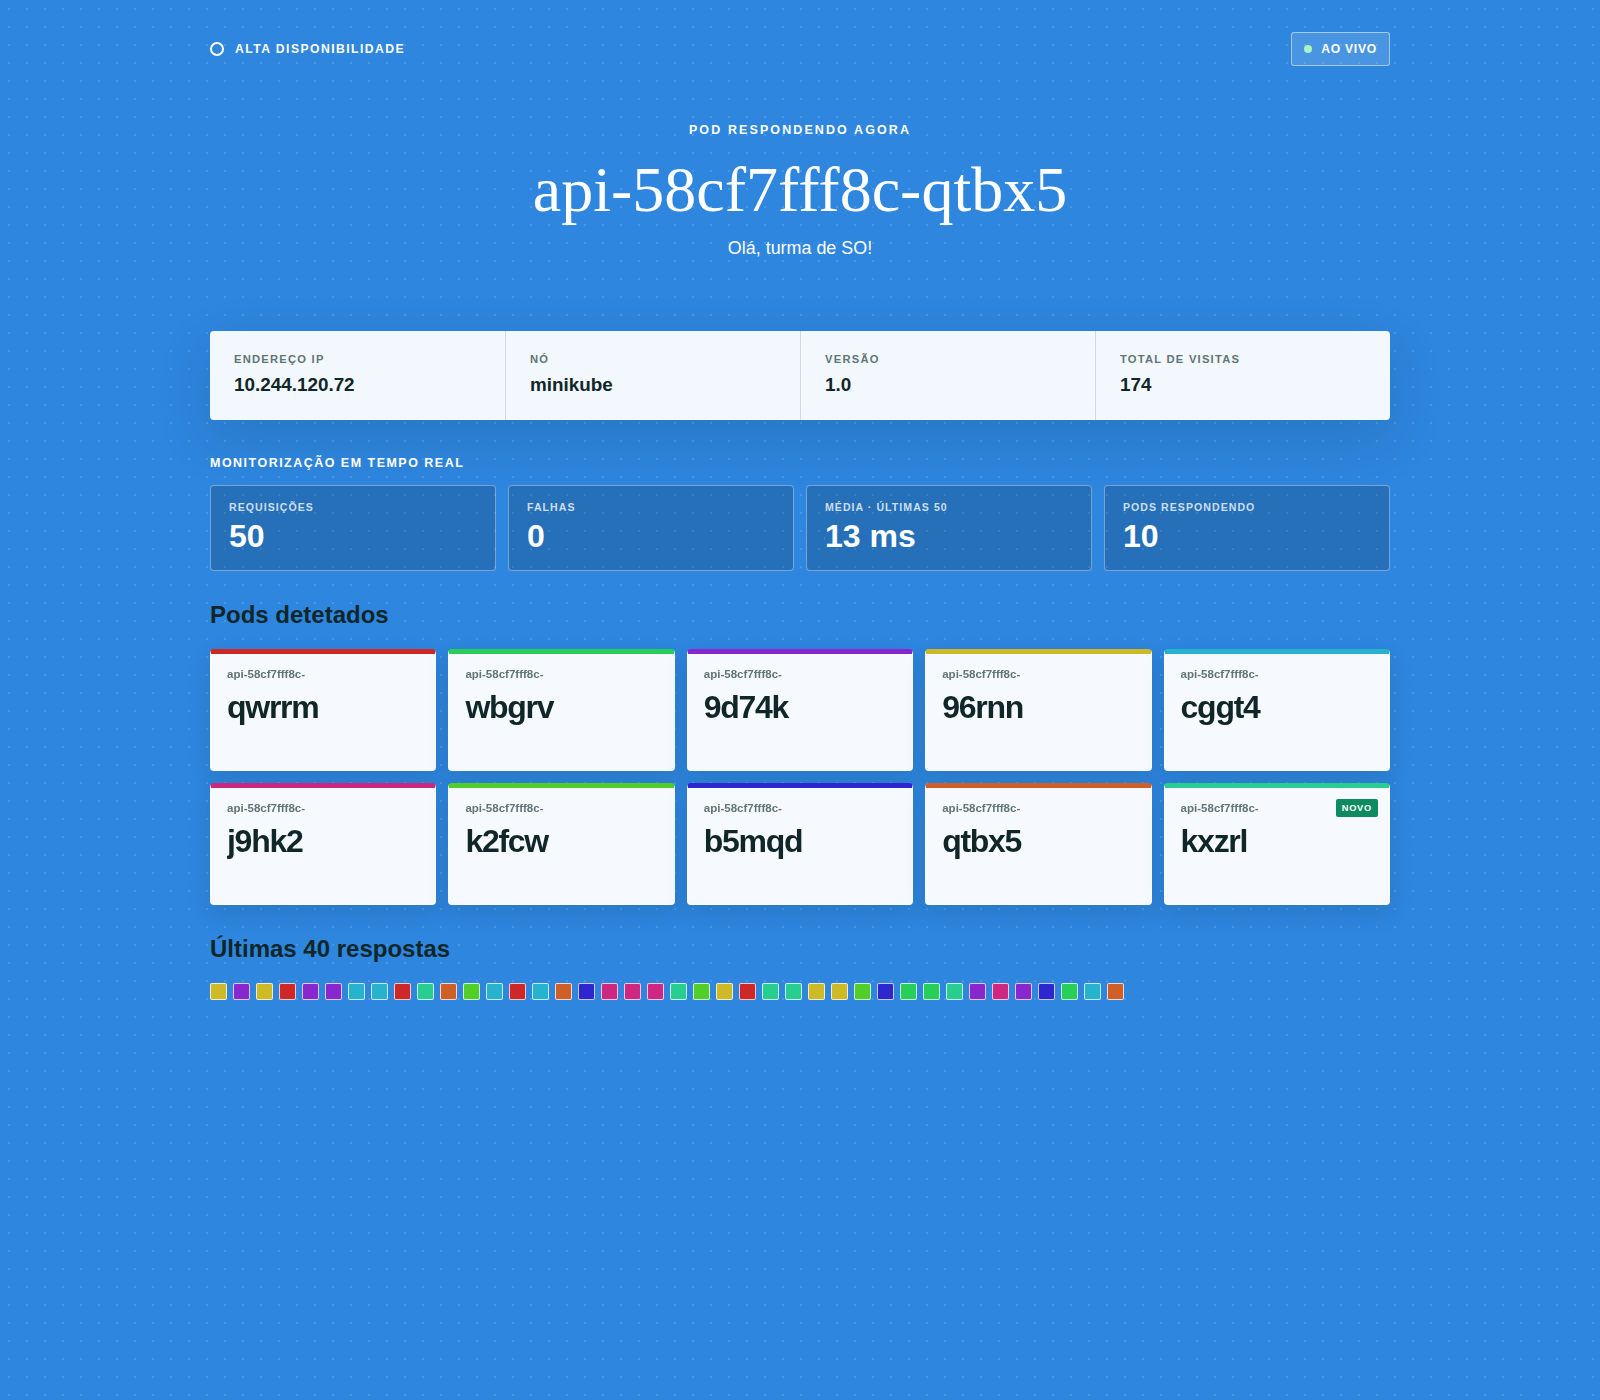 ALTA DISPONIBILIDADE
AO VIVO
POD RESPONDENDO AGORA
api-58cf7fff8c-qtbx5
Olá, turma de SO!
ENDEREÇO IP
10.244.120.72
NÓ
minikube
VERSÃO
1.0
TOTAL DE VISITAS
174
MONITORIZAÇÃO EM TEMPO REAL
REQUISIÇÕES
50
FALHAS
0
MÉDIA · ÚLTIMAS 50
13 ms
PODS RESPONDENDO
10
Pods detetados
api-58cf7fff8c-
qwrrm
api-58cf7fff8c-
wbgrv
api-58cf7fff8c-
9d74k
api-58cf7fff8c-
96rnn
api-58cf7fff8c-
cggt4
api-58cf7fff8c-
j9hk2
api-58cf7fff8c-
k2fcw
api-58cf7fff8c-
b5mqd
api-58cf7fff8c-
qtbx5
api-58cf7fff8c-
NOVO
kxzrl
Últimas 40 respostas